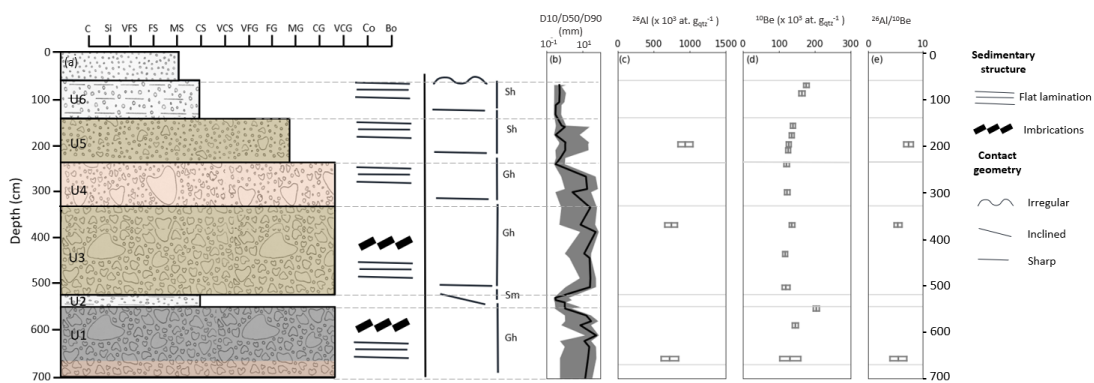 D10/D50/D90
(mm)
²⁶Al (x 10³ at. gqtz⁻¹)
¹⁰Be (x 10³ at. gqtz⁻¹)
²⁶Al/¹⁰Be
C Si VFS FS MS CS VCS VFG FG MG CG VCG Co Bo
10⁻¹ 10¹
0 500 1000 1500
0 100 200 300
0 5 10
0
100
200
300
400
500
600
700
Depth (cm)
(a)
U6
U5
U4
U3
U2
U1
Sh
Sh
Gh
Gh
Sm
Gh
(b)
(c)
(d)
(e)
0
100
200
300
400
500
600
700
Sedimentary
structure
Flat lamination
Imbrications
Contact
geometry
Irregular
Inclined
Sharp